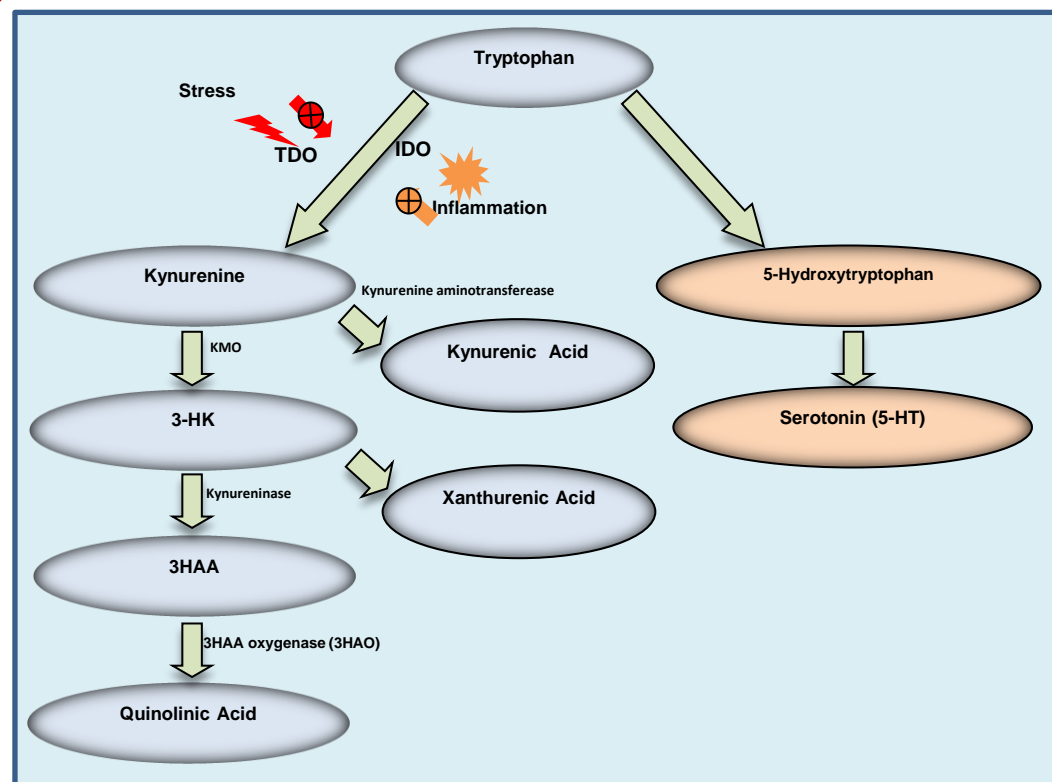 Tryptophan
Stress
TDO
IDO
Inflammation
Kynurenine
5-Hydroxytryptophan
Kynurenine aminotransferease
KMO
Kynurenic Acid
3-HK
Serotonin (5-HT)
Kynureninase
Xanthurenic Acid
3HAA
3HAA oxygenase (3HAO)
Quinolinic Acid